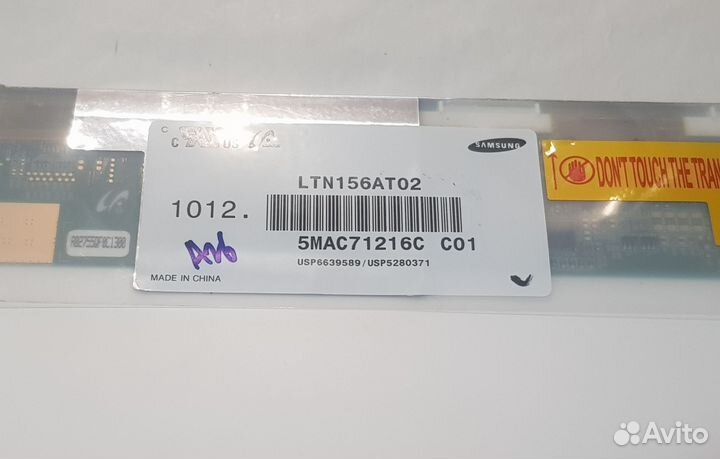 SAMSUNG
LTN156AT02
1012.
5MAC71216C C01
USP6639589/USP5280371
MADE IN CHINA
DON'T TOUCH THE TRAN
Avito